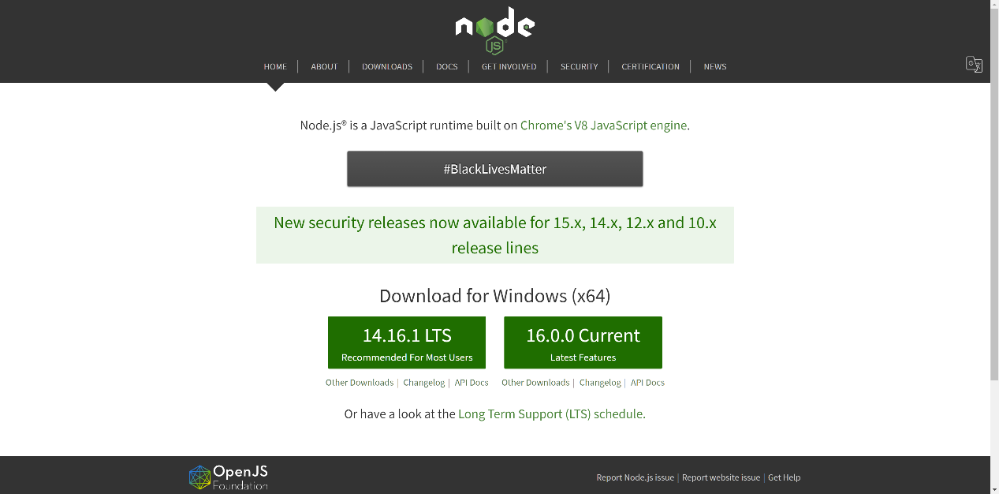 node
JS
HOME | ABOUT | DOWNLOADS | DOCS | GET INVOLVED | SECURITY | CERTIFICATION | NEWS
Node.js® is a JavaScript runtime built on Chrome's V8 JavaScript engine.
#BlackLivesMatter
New security releases now available for 15.x, 14.x, 12.x and 10.x
release lines
Download for Windows (x64)
14.16.1 LTS
Recommended For Most Users
16.0.0 Current
Latest Features
Other Downloads | Changelog | API Docs
Other Downloads | Changelog | API Docs
Or have a look at the Long Term Support (LTS) schedule.
OpenJS
Foundation
Report Node.js issue | Report website issue | Get Help